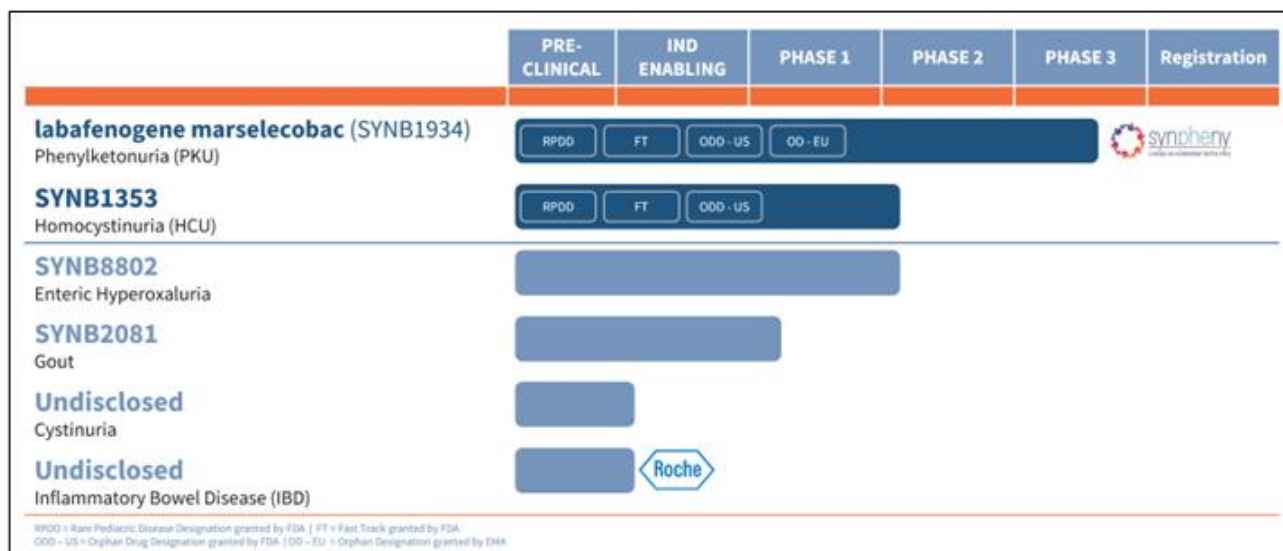 PRE-
CLINICAL
IND
ENABLING
PHASE 1
PHASE 2
PHASE 3
Registration
labafenogene marselecobac (SYNB1934)
Phenylketonuria (PKU)
RPDD
FT
ODD - US
OD - EU
synpheny
SYNB1353
Homocystinuria (HCU)
RPDD
FT
ODD - US
SYNB8802
Enteric Hyperoxaluria
SYNB2081
Gout
Undisclosed
Cystinuria
Undisclosed
Inflammatory Bowel Disease (IBD)
Roche
RPDD = Rare Pediatric Disease Designation granted by FDA | FT = Fast Track granted by FDA
ODD - US = Orphan Drug Designation granted by FDA | OD - EU = Orphan Designation granted by EMA